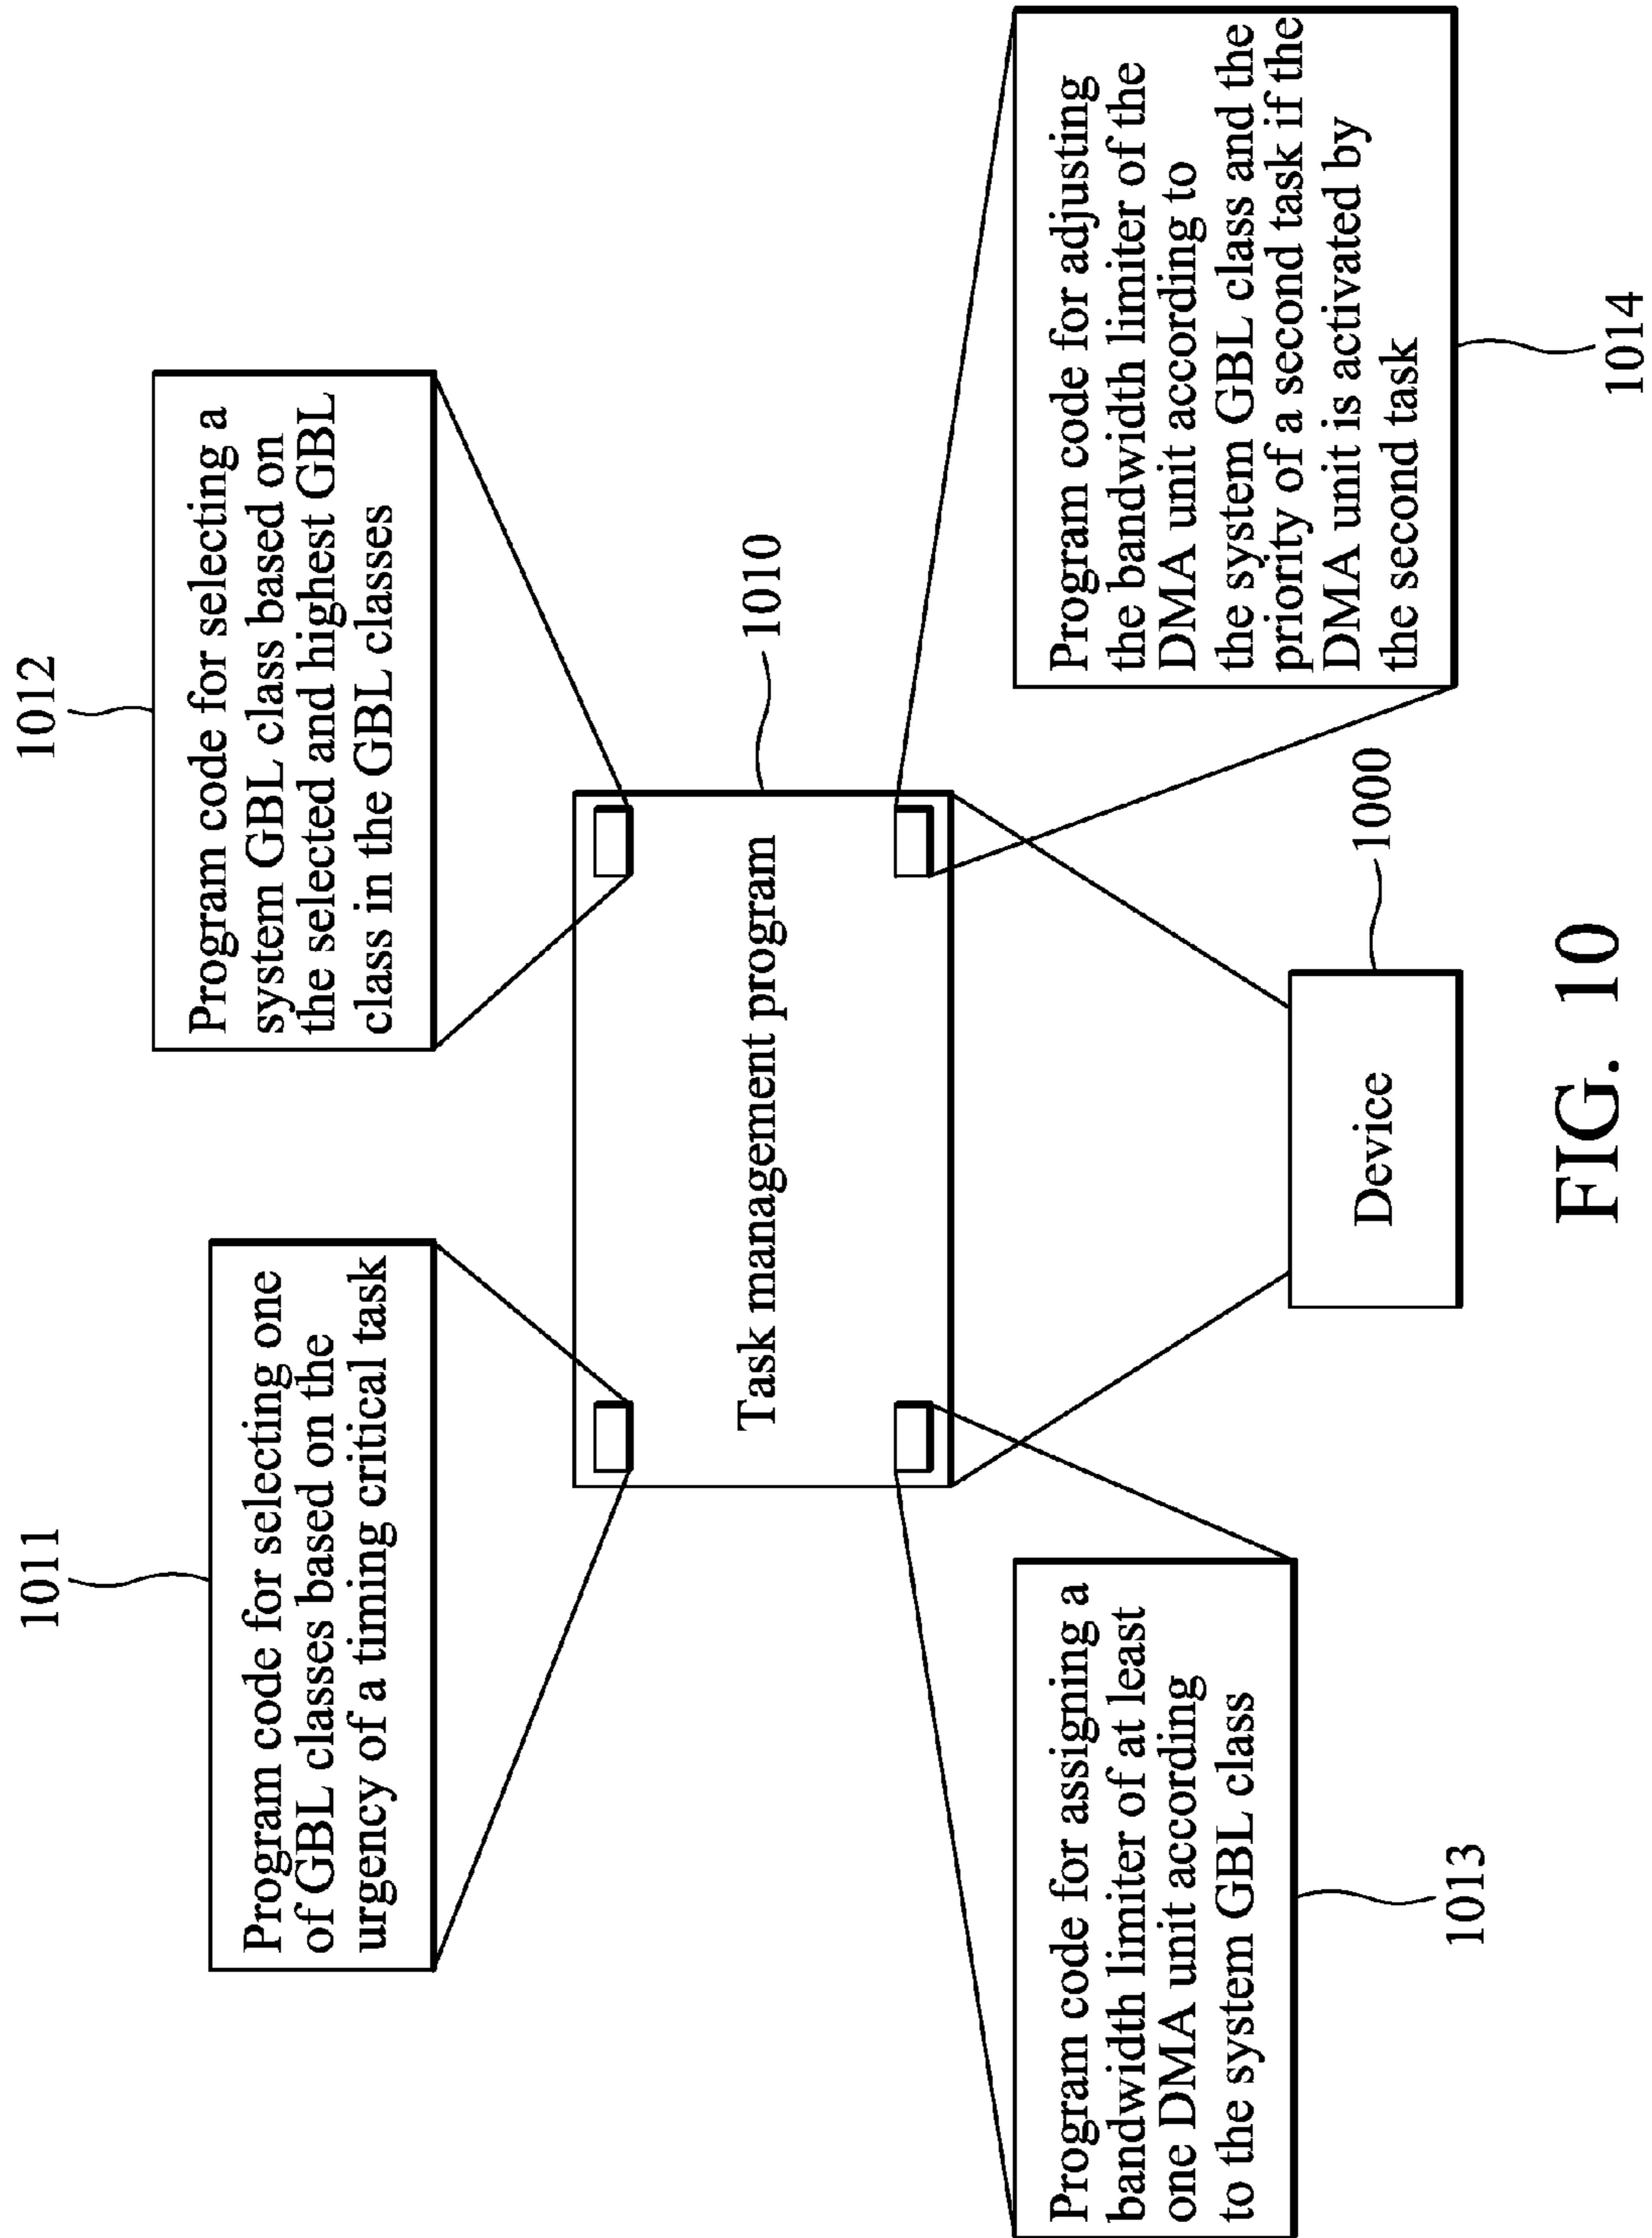 1011
Program code for selecting one
of GBL classes based on the
urgency of a timing critical task
1012
Program code for selecting a
system GBL class based on
the selected and highest GBL
class in the GBL classes
1010
Task management program
1013
Program code for assigning a
bandwidth limiter of at least
one DMA unit according
to the system GBL class
Program code for adjusting
the bandwidth limiter of the
DMA unit according to
the system GBL class and the
priority of a second task if the
DMA unit is activated by
the second task
1014
1000
Device
FIG. 10